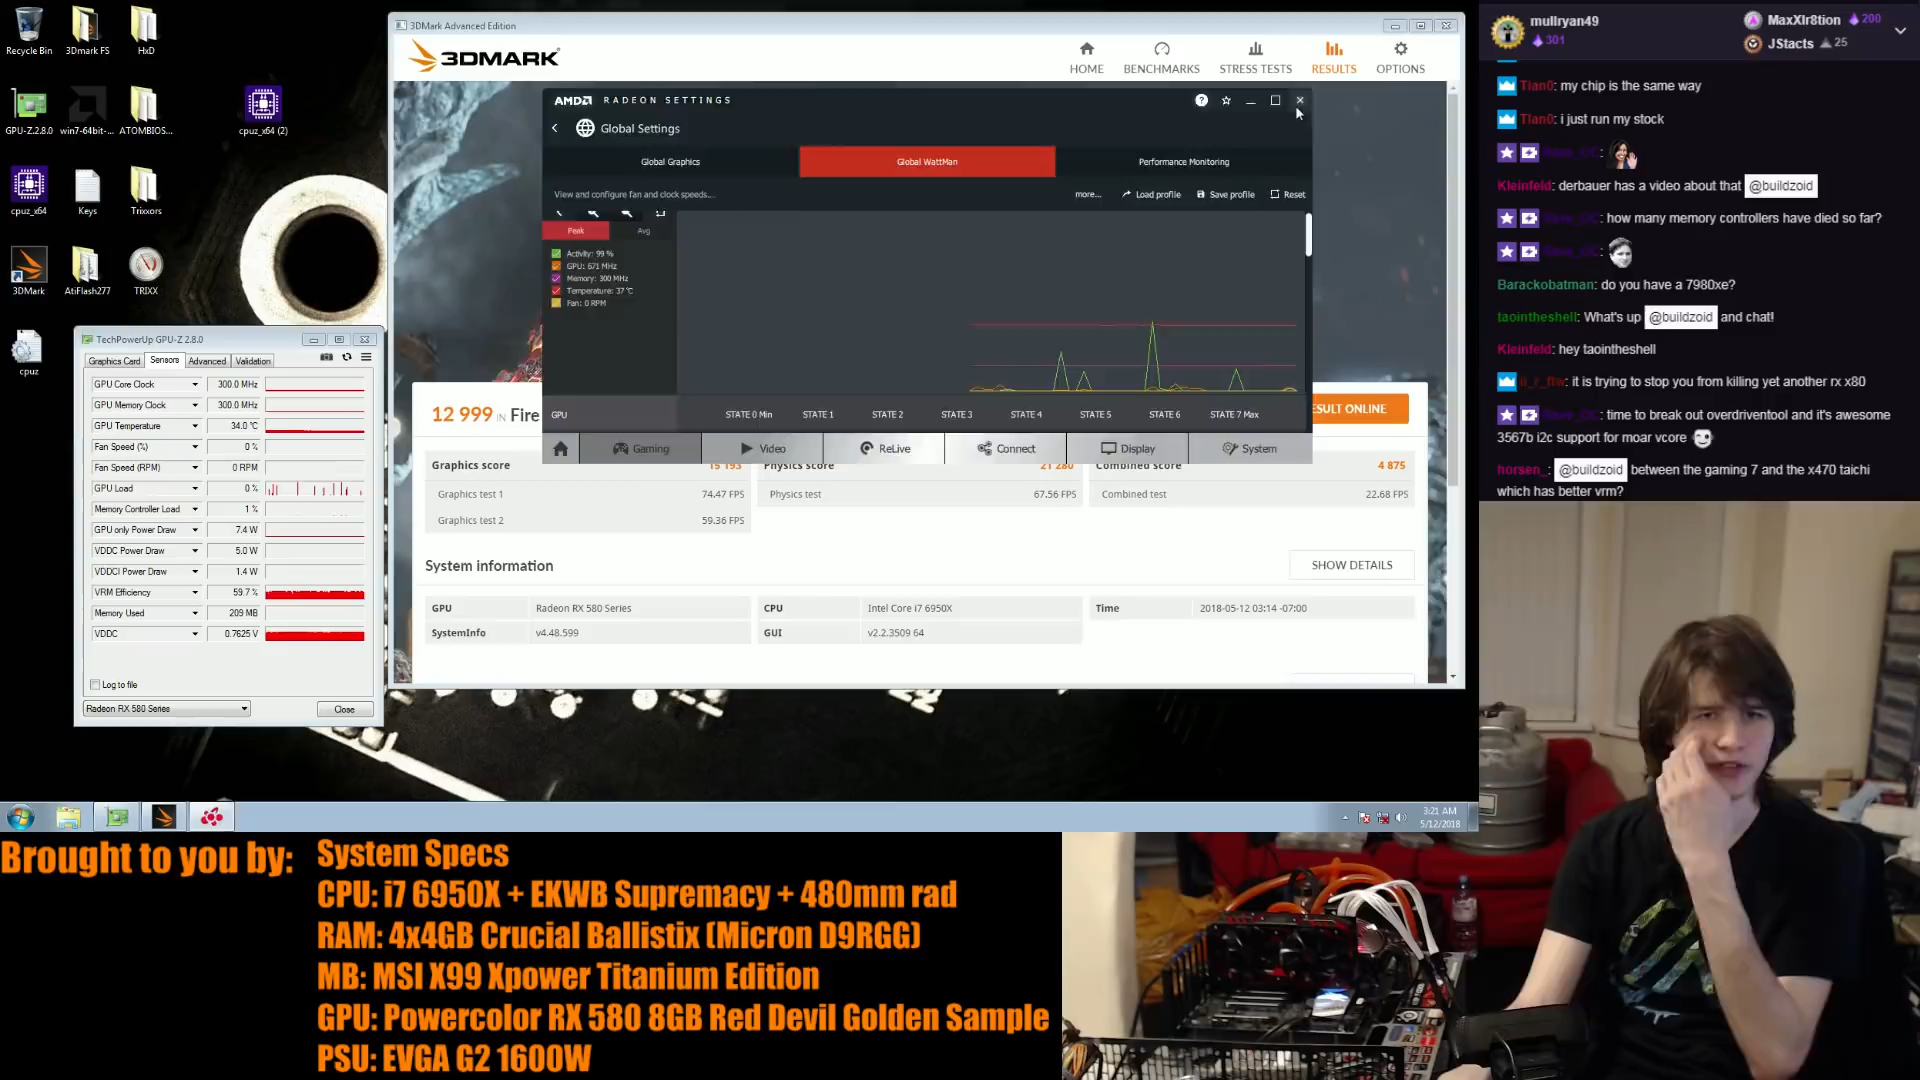 Recycle Bin
3Dmark FS
HxD
GPU-Z.2.8.0
win7-64bit-...
ATOMBIOS...
cpuz_x64 (2)
cpuz_x64
Keys
Trixxors
3DMark
AtiFlash277
TRIXX
cpuz
TechPowerUp GPU-Z 2.8.0
Graphics Card
Sensors
Advanced
Validation
GPU Core Clock
300.0 MHz
GPU Memory Clock
300.0 MHz
GPU Temperature
34.0 °C
Fan Speed (%)
0 %
Fan Speed (RPM)
0 RPM
GPU Load
0 %
Memory Controller Load
1 %
GPU only Power Draw
7.4 W
VDDC Power Draw
5.0 W
VDDCI Power Draw
1.4 W
VRM Efficiency
59.7 %
Memory Used
209 MB
VDDC
0.7625 V
Log to file
Radeon RX 580 Series
Close
3DMark Advanced Edition
3DMARK
HOME
BENCHMARKS
STRESS TESTS
RESULTS
OPTIONS
AMD RADEON SETTINGS
Global Settings
Global Graphics
Global WattMan
Performance Monitoring
View and configure fan and clock speeds...
more...
Load profile
Save profile
Reset
Peak
Avg
Activity: 99 %
GPU: 671 MHz
Memory: 300 MHz
Temperature: 37 °C
Fan: 0 RPM
GPU
STATE 0 Min
STATE 1
STATE 2
STATE 3
STATE 4
STATE 5
STATE 6
STATE 7 Max
Gaming
Video
ReLive
Connect
Display
System
12 999 IN Fire
ESULT ONLINE
Graphics score
15 193
Physics score
21 280
Combined score
4 875
Graphics test 1
74.47 FPS
Physics test
67.56 FPS
Combined test
22.68 FPS
Graphics test 2
59.36 FPS
System information
SHOW DETAILS
GPU
Radeon RX 580 Series
CPU
Intel Core i7 6950X
Time
2018-05-12 03:14 -07:00
SystemInfo
v4.48.599
GUI
v2.2.3509 64
3:21 AM
5/12/2018
mullryan49
301
MaxXlr8tion
200
JStacts
25
Tlan0: my chip is the same way
Tlan0: i just run my stock
Kleinfeld: derbauer has a video about that @buildzoid
how many memory controllers have died so far?
Barackobatman: do you have a 7980xe?
taointheshell: What's up @buildzoid and chat!
Kleinfeld: hey taointheshell
it is trying to stop you from killing yet another rx x80
time to break out overdriventool and it's awesome
3567b i2c support for moar vcore
horsen_: @buildzoid between the gaming 7 and the x470 taichi
which has better vrm?
Brought to you by:
System Specs
CPU: i7 6950X + EKWB Supremacy + 480mm rad
RAM: 4x4GB Crucial Ballistix (Micron D9RGG)
MB: MSI X99 Xpower Titanium Edition
GPU: Powercolor RX 580 8GB Red Devil Golden Sample
PSU: EVGA G2 1600W